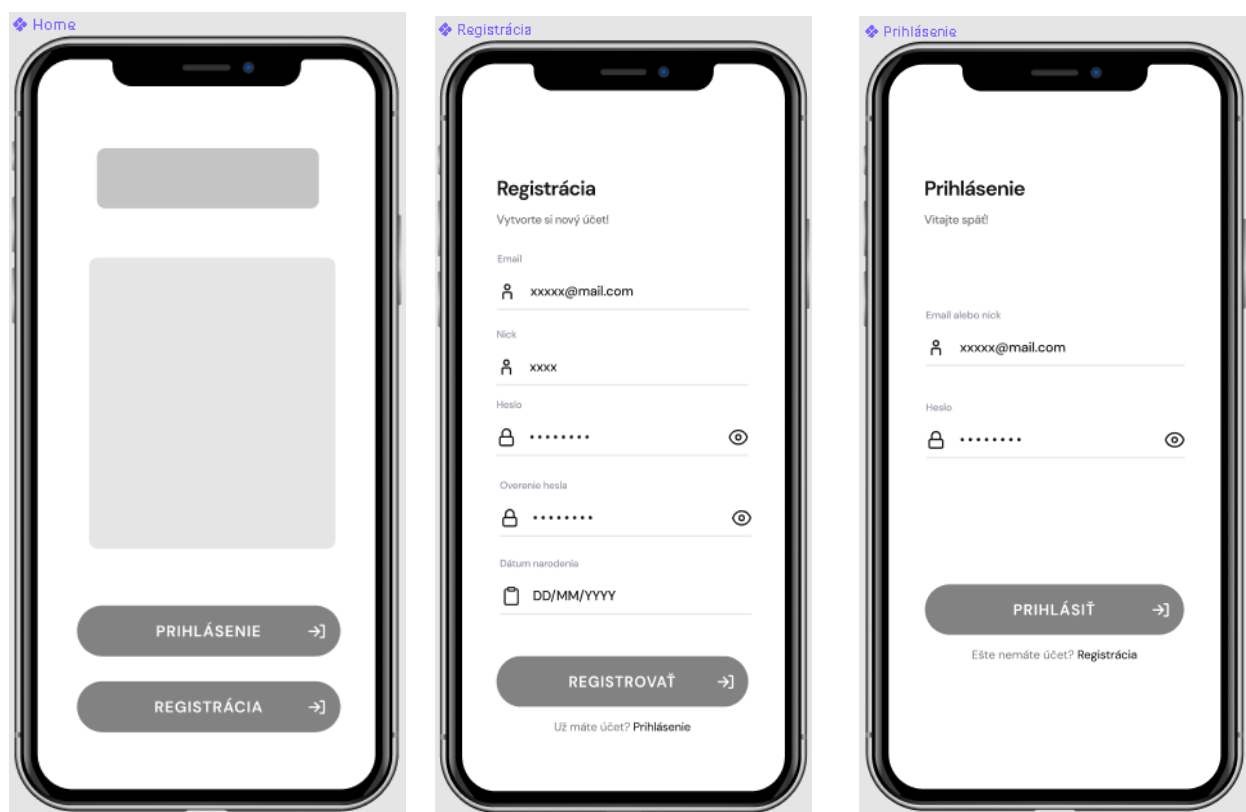 Home
PRIHLÁSENIE
REGISTRÁCIA
Registrácia
Registrácia
Vytvorte si nový účet!
Email
xxxxx@mail.com
Nick
xxxx
Heslo
••••••••
Overenie hesla
••••••••
Dátum narodenia
DD/MM/YYYY
REGISTROVAŤ
Už máte účet? Prihlásenie
Prihlásenie
Prihlásenie
Vitajte späť!
Email alebo nick
xxxxx@mail.com
Heslo
••••••••
PRIHLÁSIŤ
Ešte nemáte účet? Registrácia